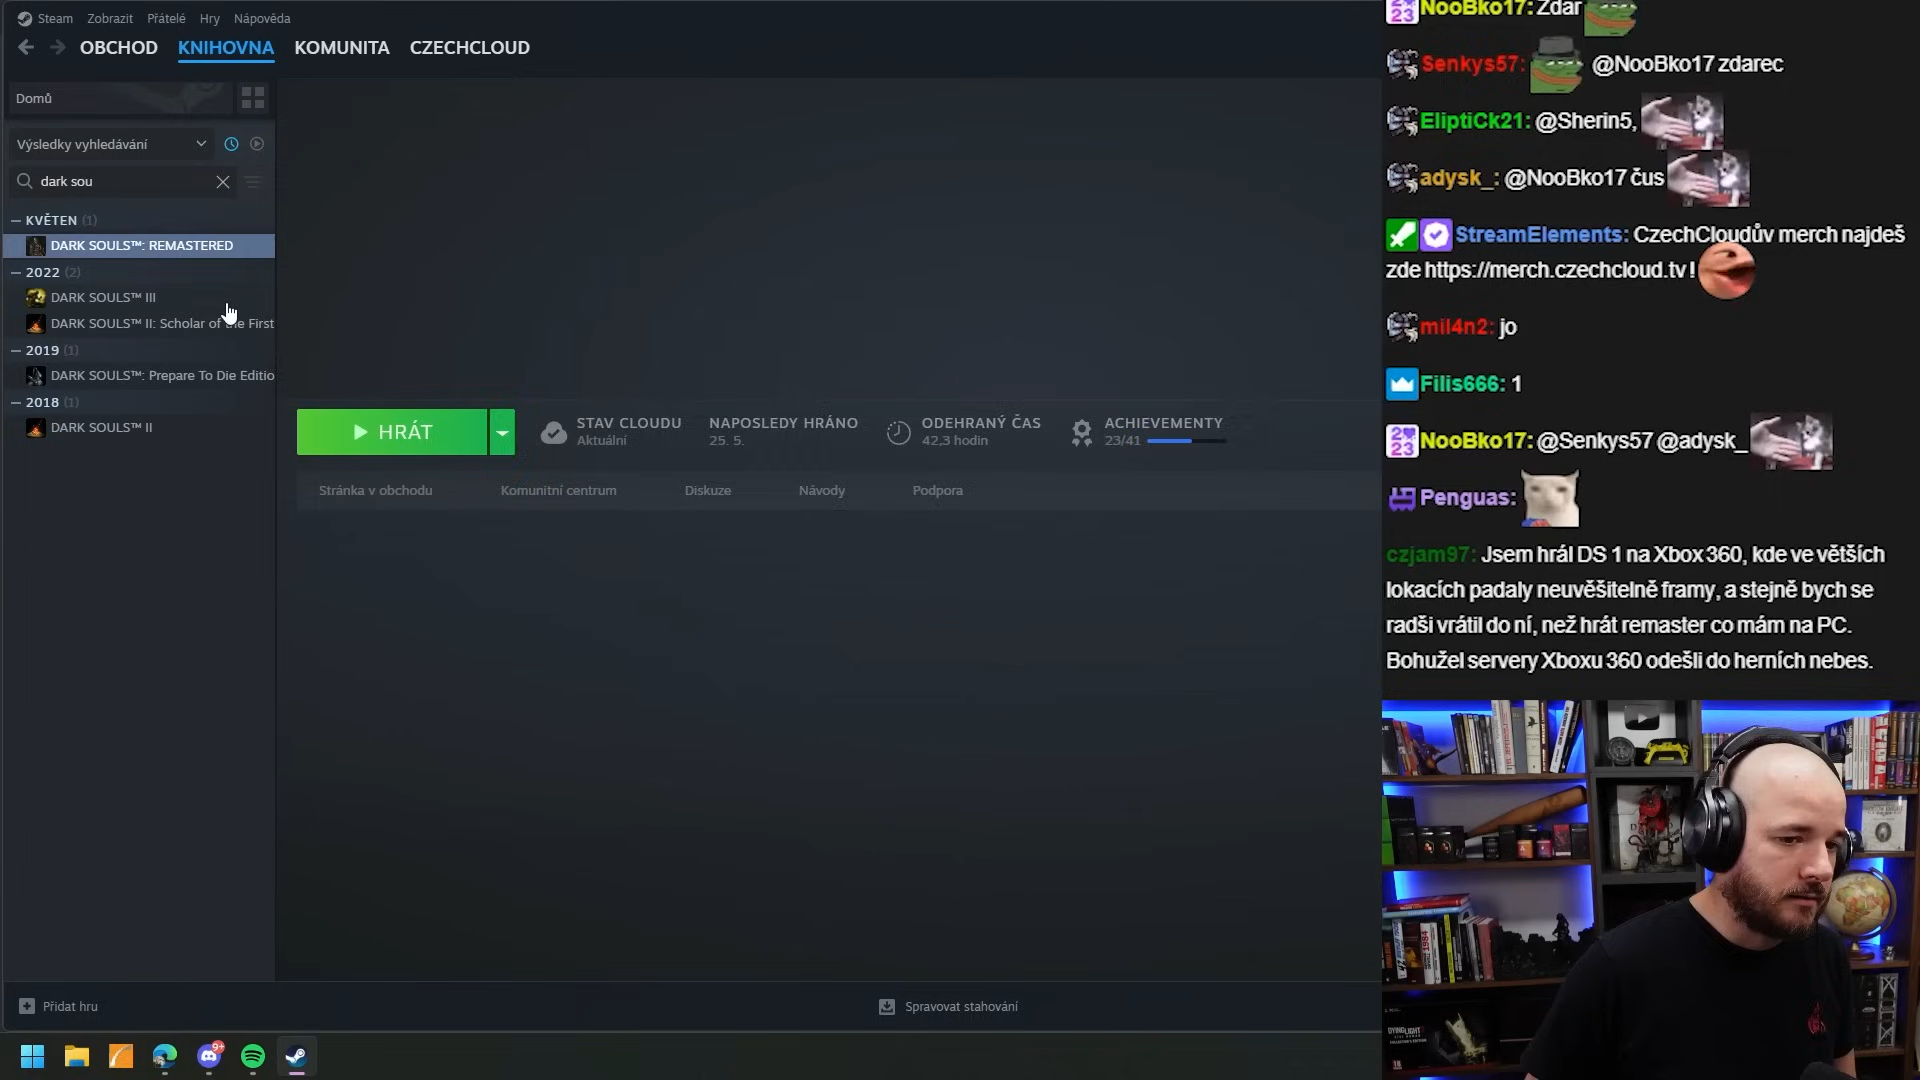 Steam Zobrazit Přátelé Hry Nápověda
OBCHOD KNIHOVNA KOMUNITA CZECHCLOUD
Domů
Výsledky vyhledávání
dark sou
KVĚTEN (1)
DARK SOULS™: REMASTERED
2022 (2)
DARK SOULS™ III
DARK SOULS™ II: Scholar of the First
2019 (1)
DARK SOULS™: Prepare To Die Editio
2018 (1)
DARK SOULS™ II
HRÁT
STAV CLOUDU
Aktuální
NAPOSLEDY HRÁNO
25. 5.
ODEHRANÝ ČAS
42,3 hodin
ACHIEVEMENTY
23/41
Stránka v obchodu Komunitní centrum Diskuze Návody Podpora
Přidat hru
Spravovat stahování
9+
NooBko17: Zdar
Senkys57: @NooBko17 zdarec
EliptiCk21: @Sherin5,
adysk_: @NooBko17 čus
StreamElements: CzechCloudův merch najdeš
zde https://merch.czechcloud.tv !
mil4n2: jo
Filis666: 1
NooBko17: @Senkys57 @adysk_
Penguas:
czjam97: Jsem hrál DS 1 na Xbox 360, kde ve větších
lokacích padaly neuvěšitelně framy, a stejně bych se
radši vrátil do ní, než hrát remaster co mám na PC.
Bohužel servery Xboxu 360 odešli do herních nebes.
1984
DYING LIGHT